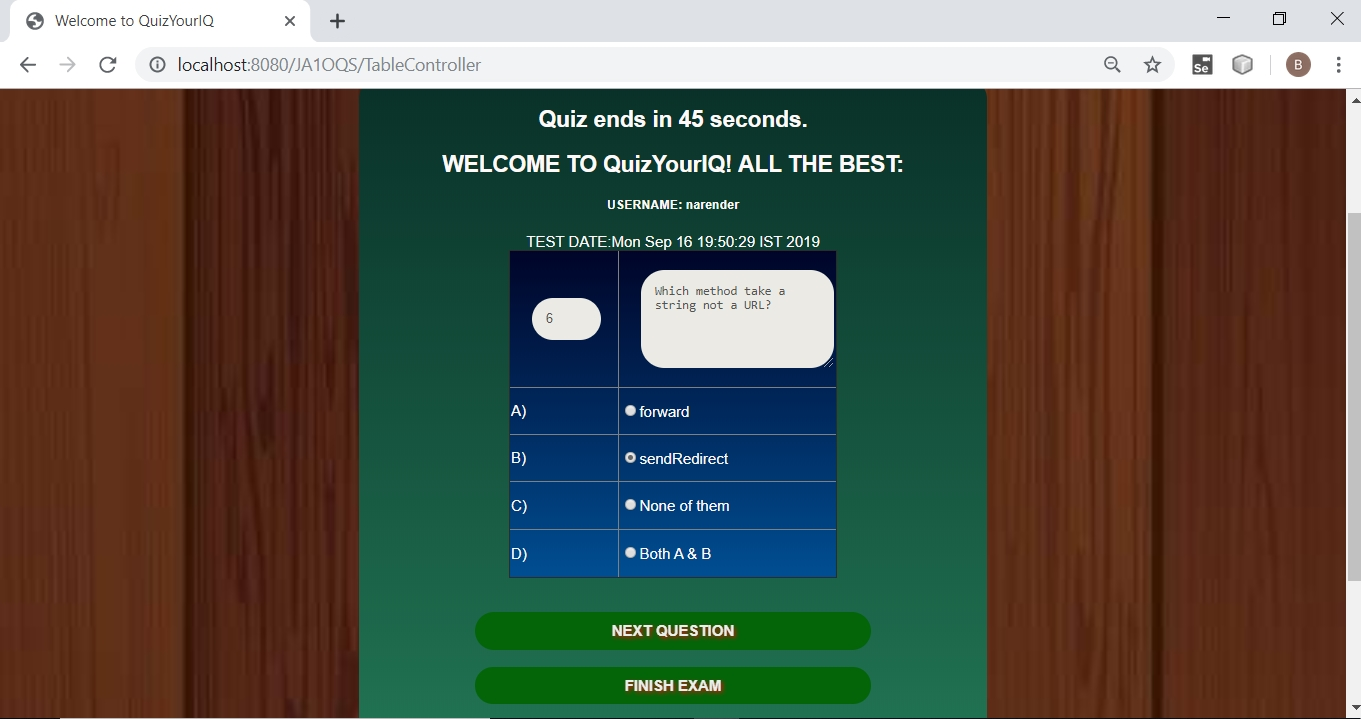 Welcome to QuizYourIQ
localhost:8080/JA1OQS/TableController
Se
B
Quiz ends in 45 seconds.
WELCOME TO QuizYourIQ! ALL THE BEST:
USERNAME: narender
TEST DATE:Mon Sep 16 19:50:29 IST 2019
6
Which method take a
string not a URL?
A) forward
B) sendRedirect
C) None of them
D) Both A & B
NEXT QUESTION
FINISH EXAM